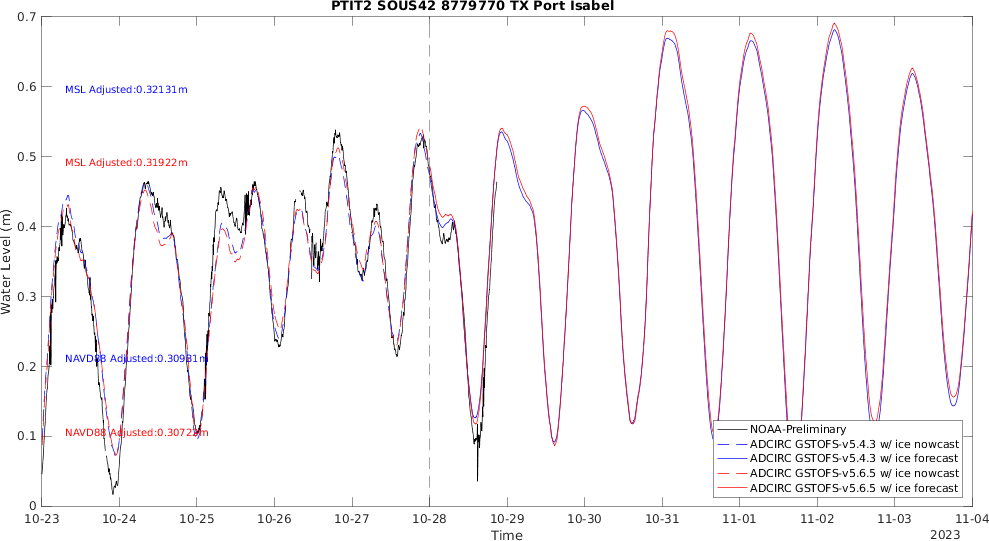 PTIT2 SOUS42 8779770 TX Port Isabel
0.7
0.6
0.5
0.4
0.3
0.2
0.1
0
Water Level (m)
MSL Adjusted:0.32131m
MSL Adjusted:0.31922m
NAVD88 Adjusted:0.30931m
NAVD88 Adjusted:0.30722m
NOAA-Preliminary
ADCIRC GSTOFS-v5.4.3 w/ ice nowcast
ADCIRC GSTOFS-v5.4.3 w/ ice forecast
ADCIRC GSTOFS-v5.6.5 w/ ice nowcast
ADCIRC GSTOFS-v5.6.5 w/ ice forecast
10-23 10-24 10-25 10-26 10-27 10-28 10-29 10-30 10-31 11-01 11-02 11-03 11-04
Time
2023